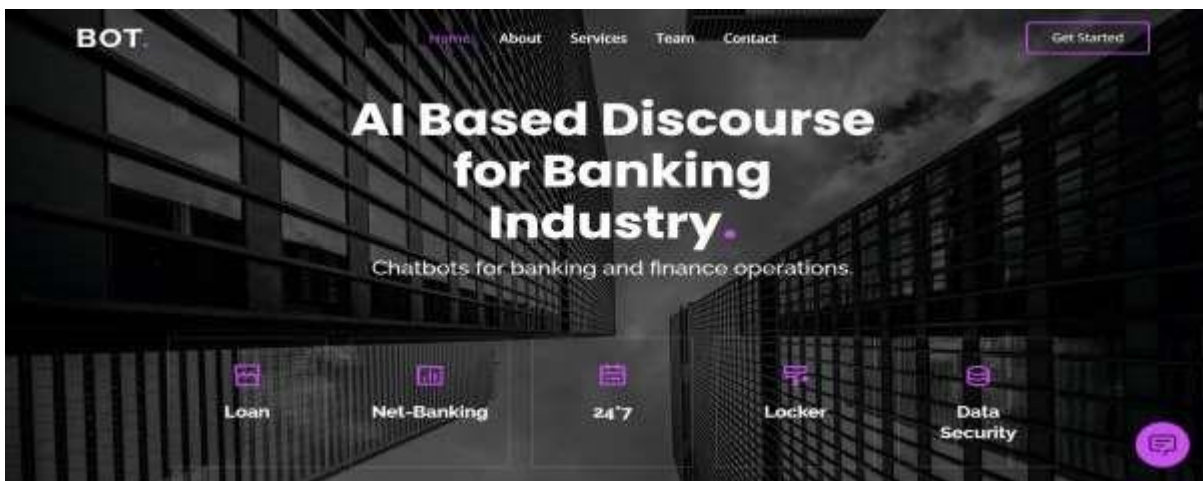 BOT.
Home About Services Team Contact
Get Started
AI Based Discourse
for Banking
Industry.
Chatbots for banking and finance operations.
Loan
Net-Banking
24*7
Locker
Data
Security